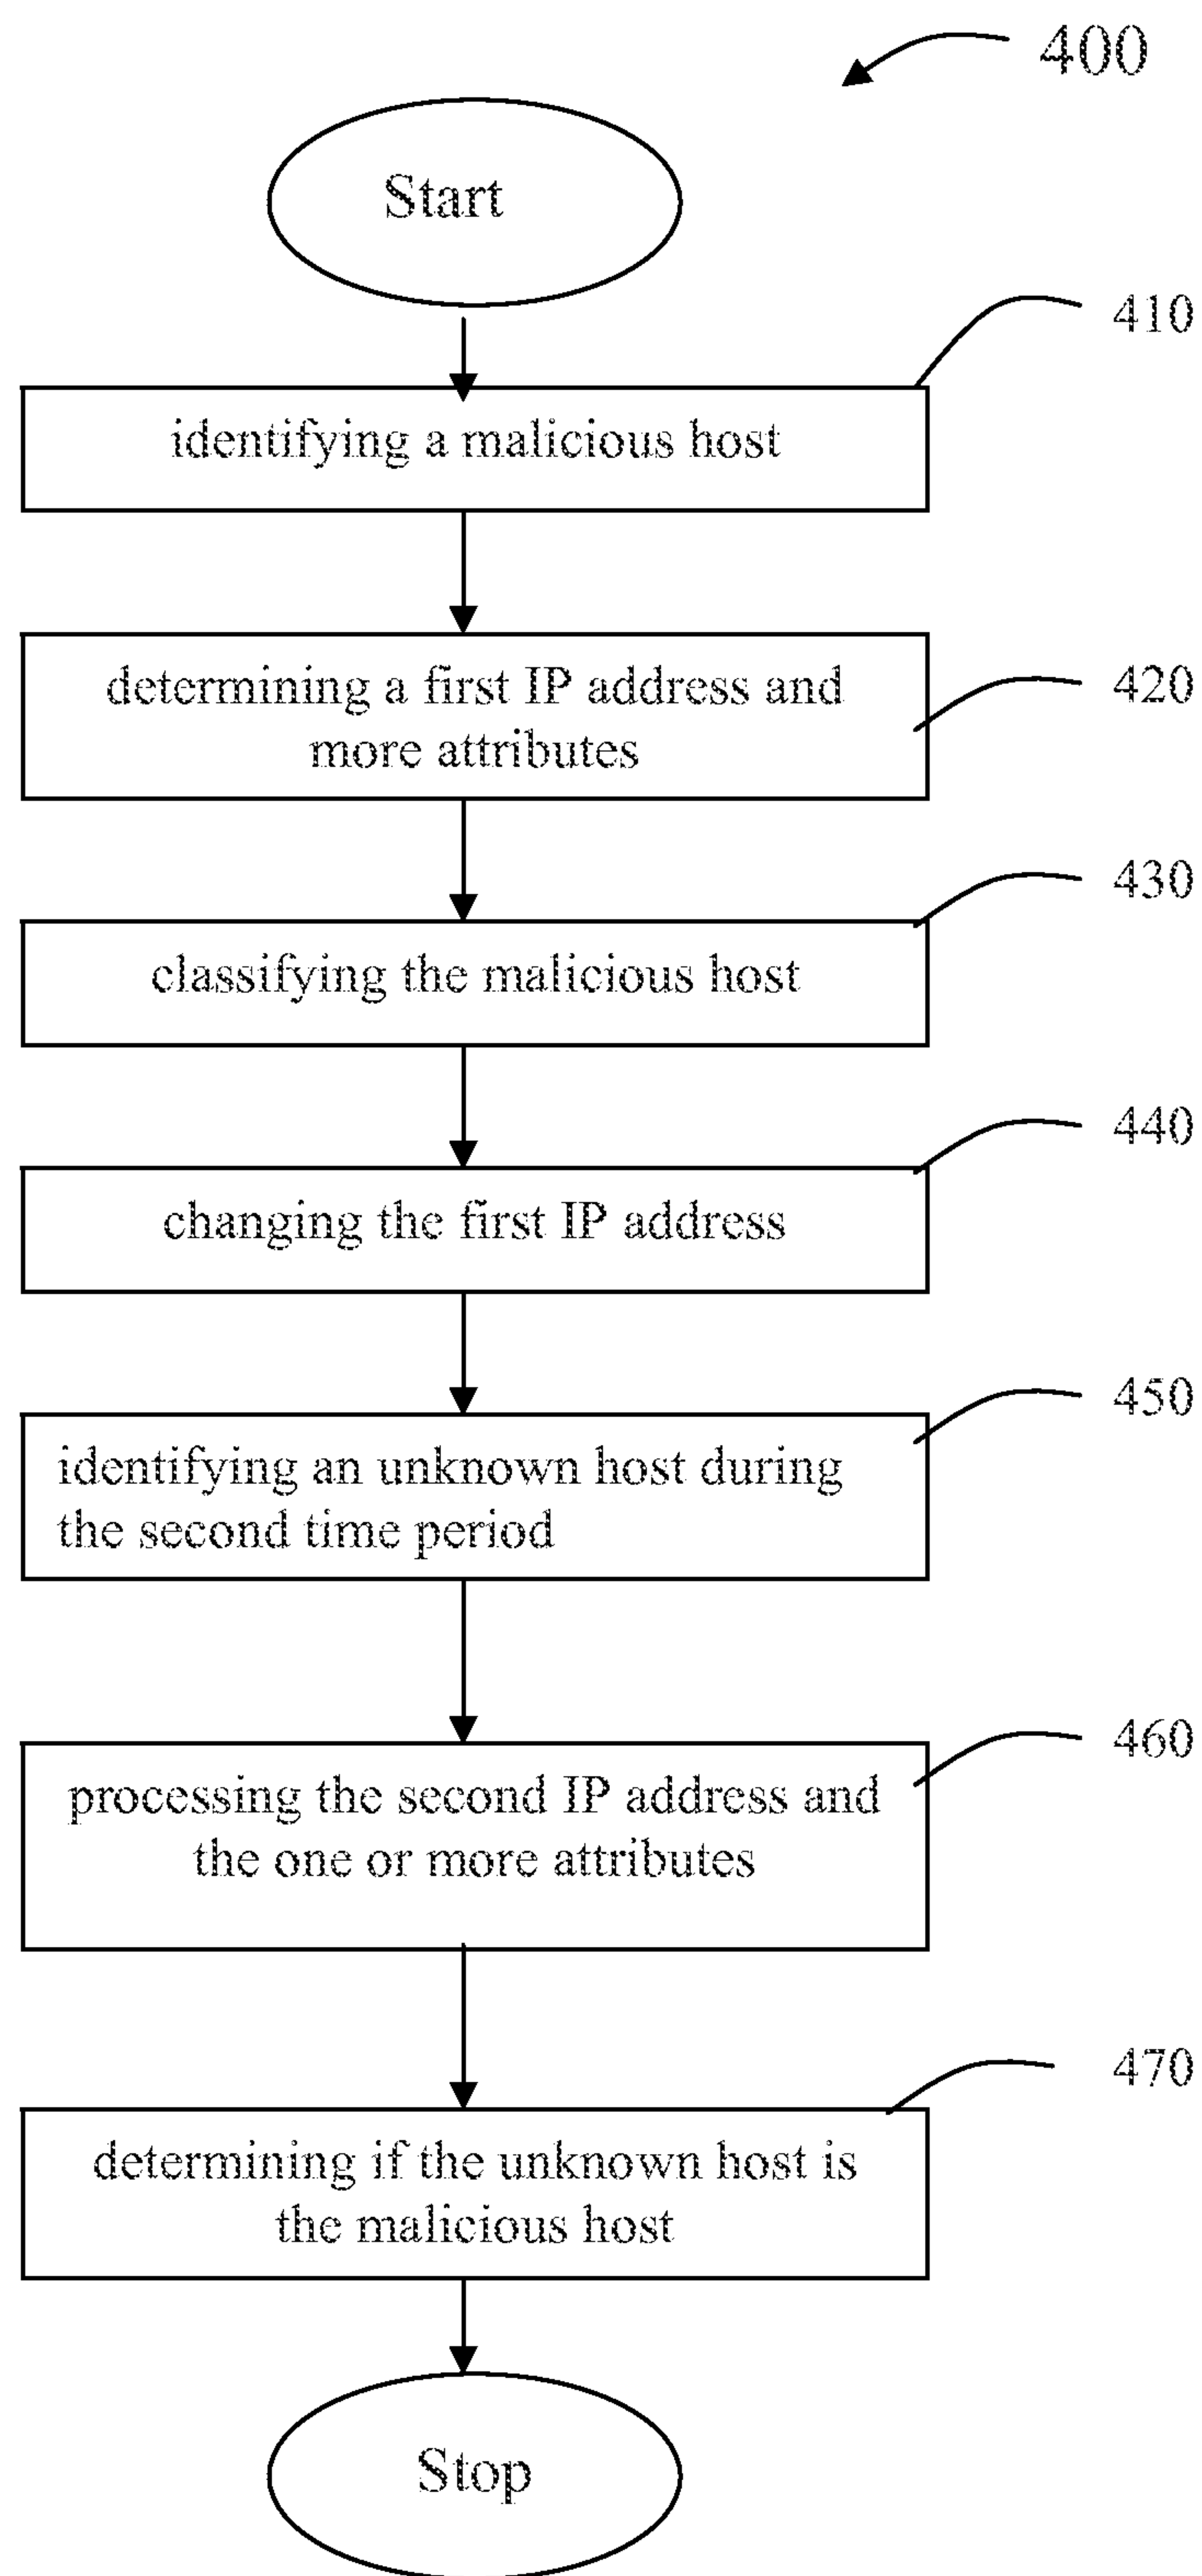 400
Start
410
identifying a malicious host
420
determining a first IP address and
more attributes
430
classifying the malicious host
440
changing the first IP address
450
identifying an unknown host during
the second time period
460
processing the second IP address and
the one or more attributes
470
determining if the unknown host is
the malicious host
Stop